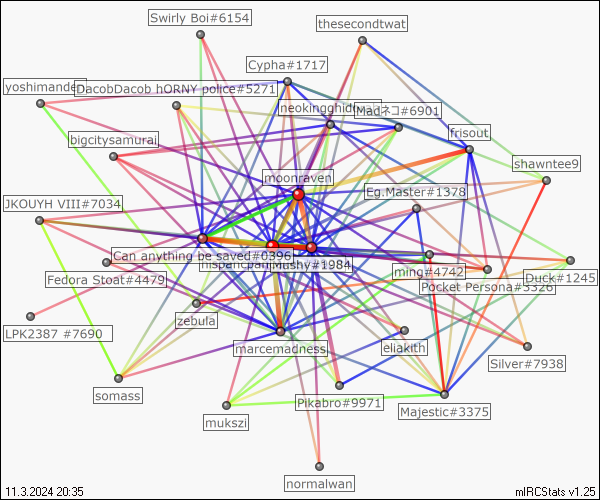 Swirly Boi#6154
thesecondtwat
Cypha#1717
yoshimander
DacobDacob hORNY police#5271
neokingghidorah
Madネコ#6901
frisout
bigcitysamurai
shawntee9
moonraven
Eg.Master#1378
JKOUYH VIII#7034
Can anything be saved#0396
hispanicpanic
Mushy#1984
ming#4742
Duck#1245
Fedora Stoat#4479
Pocket Persona#3326
zebula
LPK2387 #7690
marcemadness
eliakith
Silver#7938
somass
Pikabro#9971
Majestic#3375
mukszi
normalwan
11.3.2024 20:35
mIRCStats v1.25